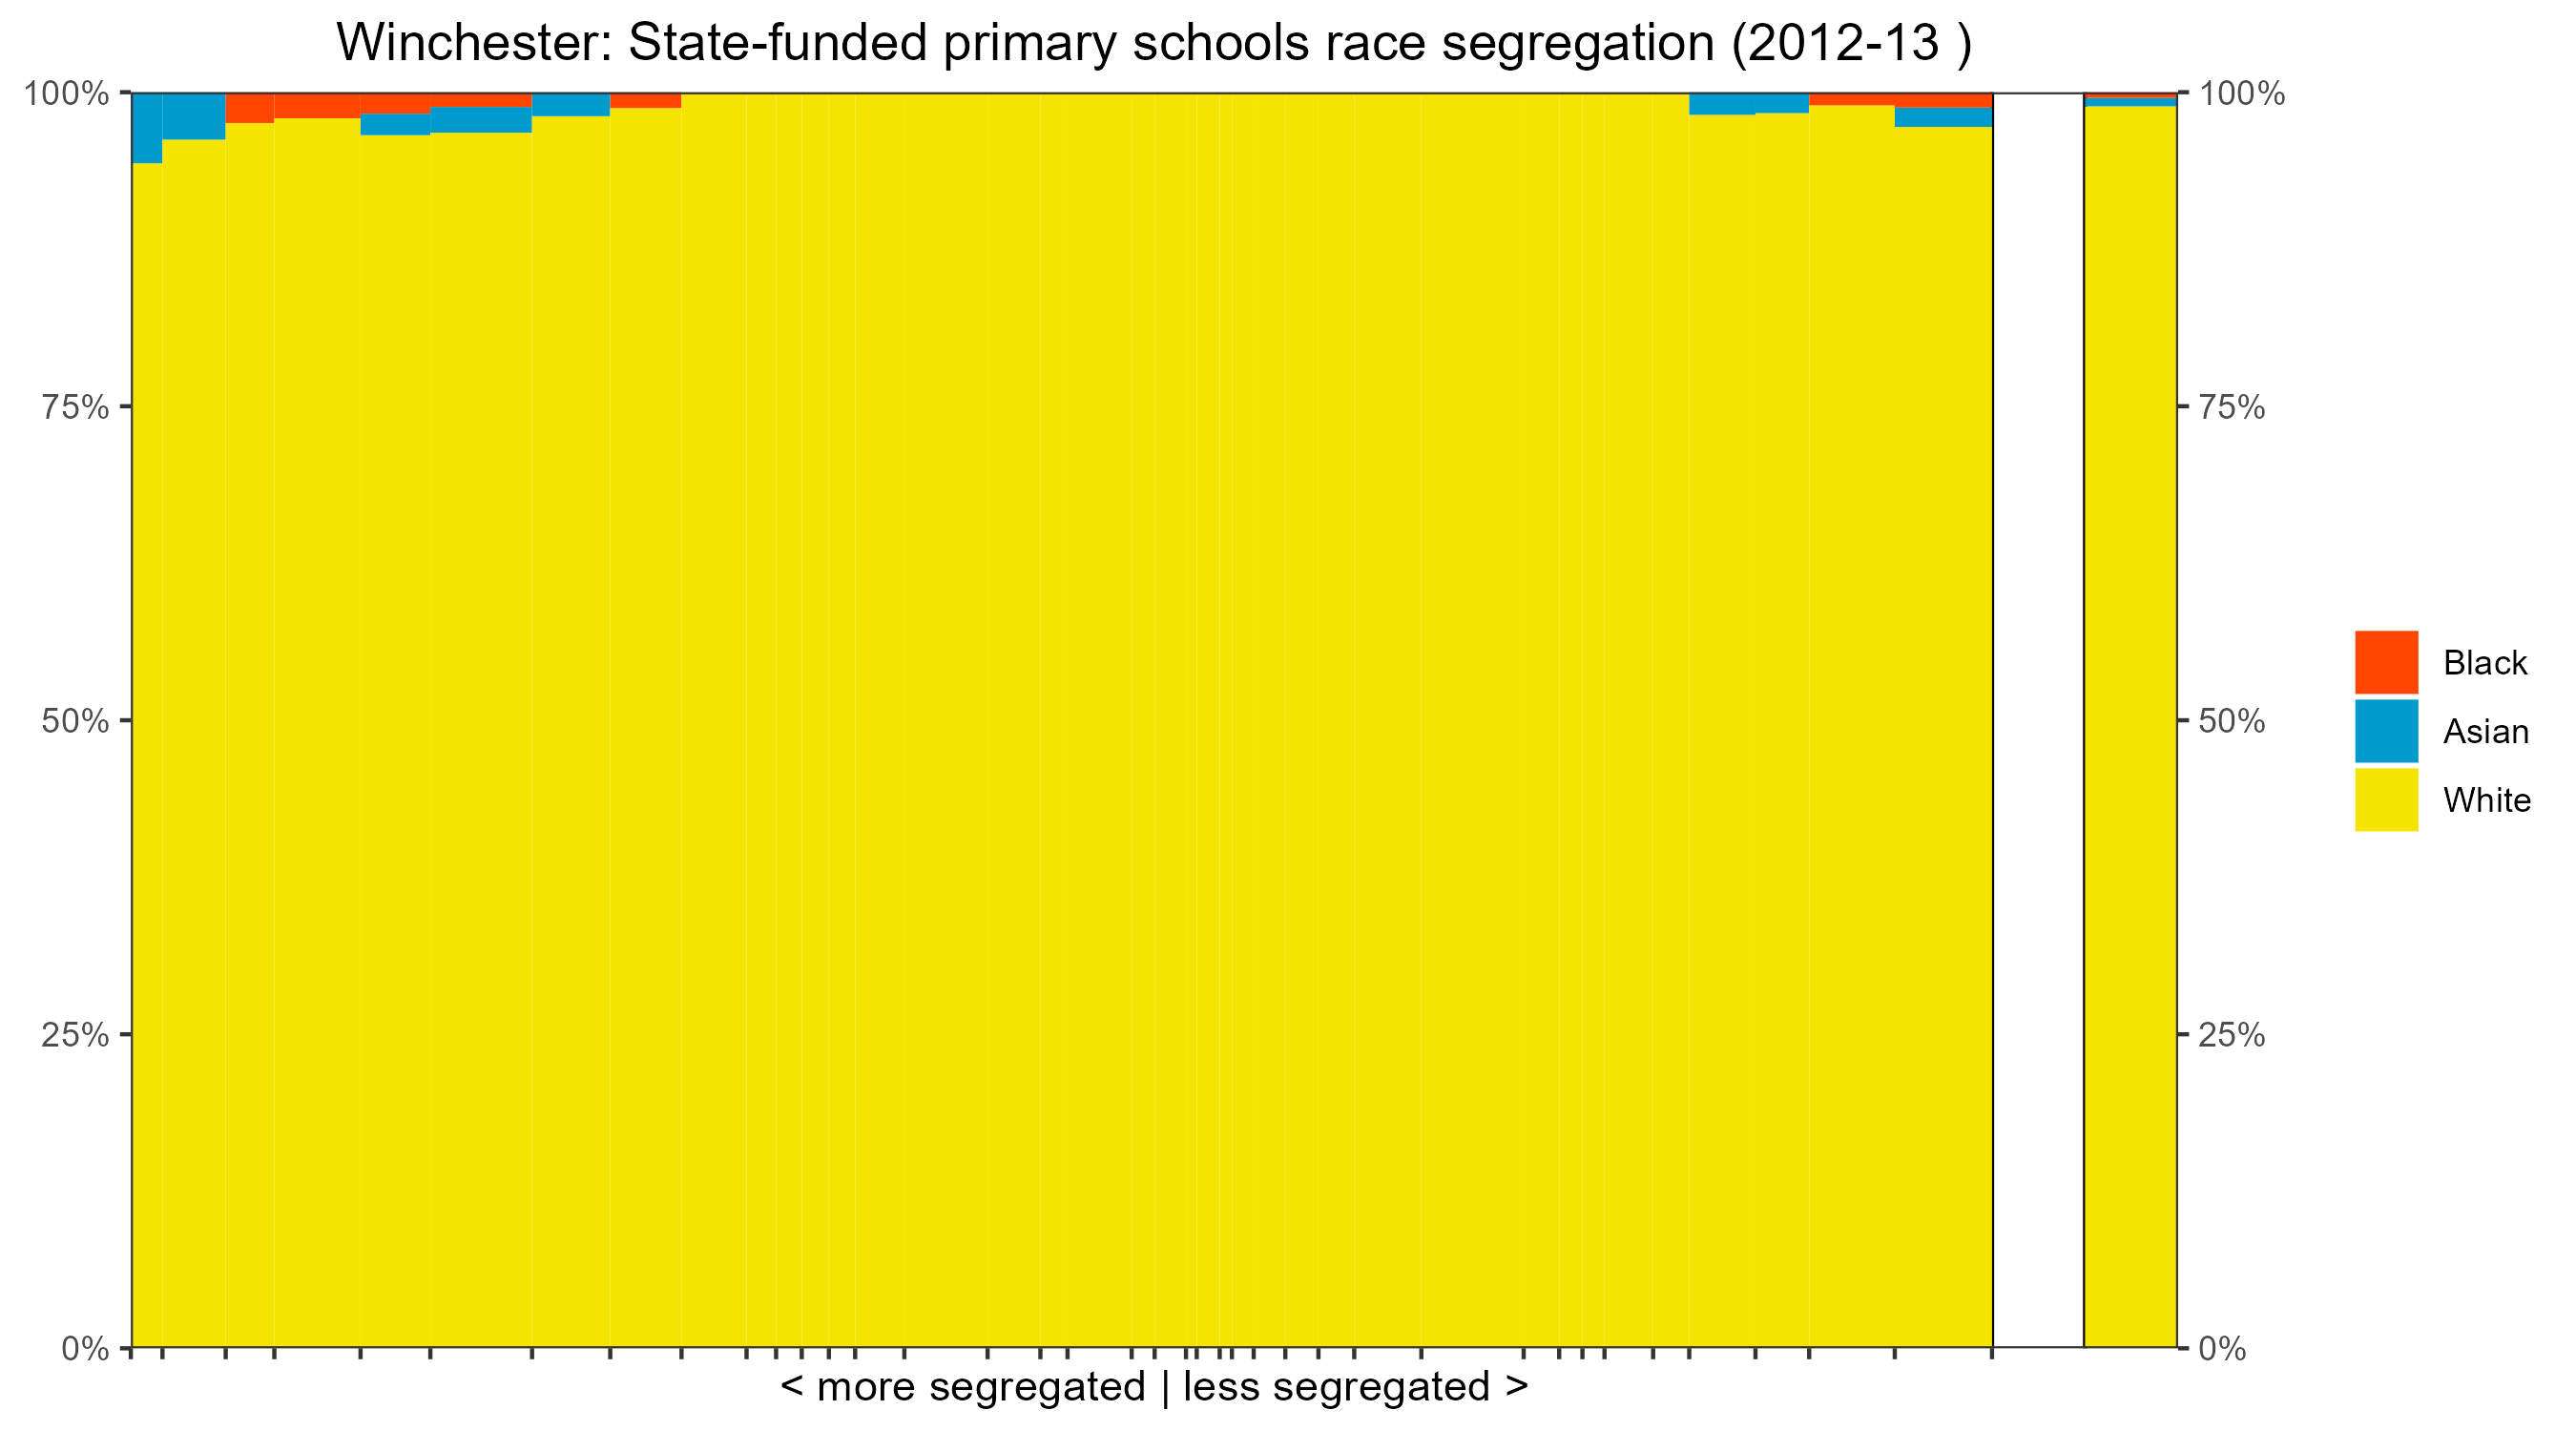 Winchester: State-funded primary schools race segregation (2012-13 )
100%
75%
50%
25%
0%
100%
75%
50%
25%
0%
Black
Asian
White
< more segregated | less segregated >